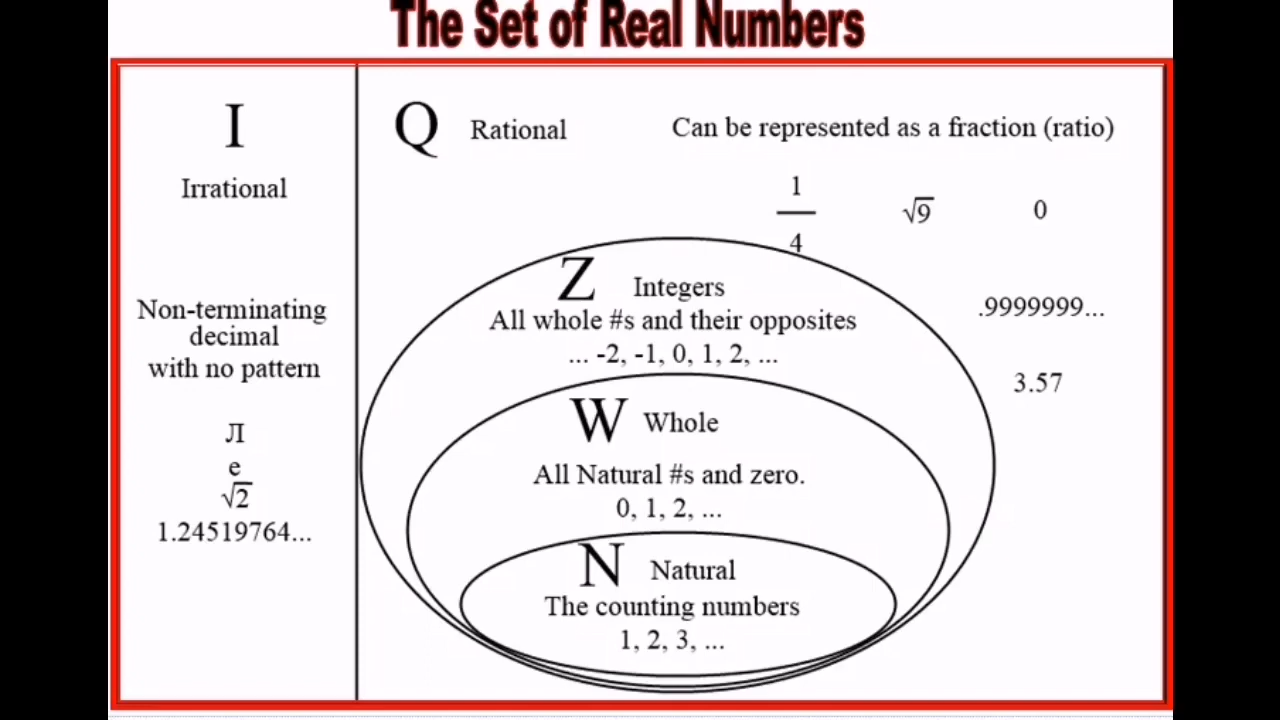 The Set of Real Numbers
I
Irrational
Non-terminating
decimal
with no pattern
Л
e
√2
1.24519764...
Q Rational Can be represented as a fraction (ratio)
1
4
√9 0
.9999999...
3.57
Z Integers
All whole #s and their opposites
... -2, -1, 0, 1, 2, ...
W Whole
All Natural #s and zero.
0, 1, 2, ...
N Natural
The counting numbers
1, 2, 3, ...